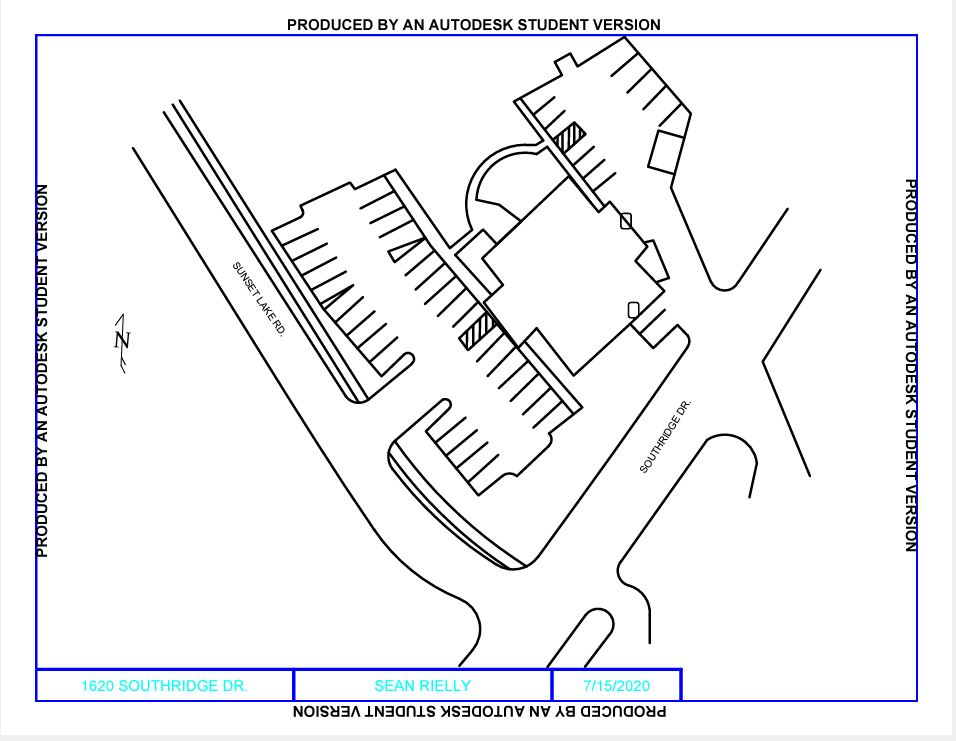 PRODUCED BY AN AUTODESK STUDENT VERSION
PRODUCED BY AN AUTODESK STUDENT VERSION
PRODUCED BY AN AUTODESK STUDENT VERSION
SUNSET LAKE RD.
N
SOUTHRIDGE DR.
1620 SOUTHRIDGE DR.
SEAN RIELLY
7/15/2020
PRODUCED BY AN AUTODESK STUDENT VERSION